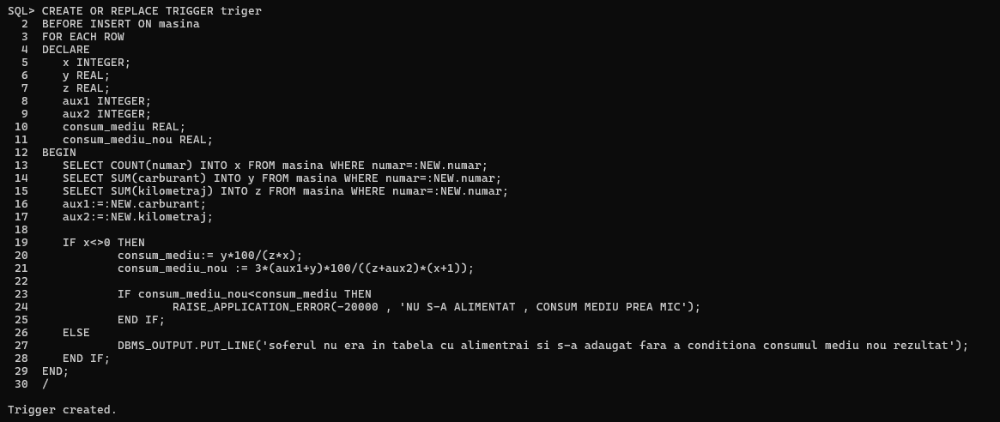 SQL> CREATE OR REPLACE TRIGGER triger
  2  BEFORE INSERT ON masina
  3  FOR EACH ROW
  4  DECLARE
  5     x INTEGER;
  6     y REAL;
  7     z REAL;
  8     aux1 INTEGER;
  9     aux2 INTEGER;
 10     consum_mediu REAL;
 11     consum_mediu_nou REAL;
 12  BEGIN
 13     SELECT COUNT(numar) INTO x FROM masina WHERE numar=:NEW.numar;
 14     SELECT SUM(carburant) INTO y FROM masina WHERE numar=:NEW.numar;
 15     SELECT SUM(kilometraj) INTO z FROM masina WHERE numar=:NEW.numar;
 16     aux1:=:NEW.carburant;
 17     aux2:=:NEW.kilometraj;
 18
 19     IF x<>0 THEN
 20             consum_mediu:= y*100/(z*x);
 21             consum_mediu_nou := 3*(aux1+y)*100/((z+aux2)*(x+1));
 22
 23             IF consum_mediu_nou<consum_mediu THEN
 24                     RAISE_APPLICATION_ERROR(-20000 , 'NU S-A ALIMENTAT , CONSUM MEDIU PREA MIC');
 25             END IF;
 26     ELSE
 27             DBMS_OUTPUT.PUT_LINE('soferul nu era in tabela cu alimentrai si s-a adaugat fara a conditiona consumul mediu nou rezultat');
 28     END IF;
 29  END;
 30  /
Trigger created.